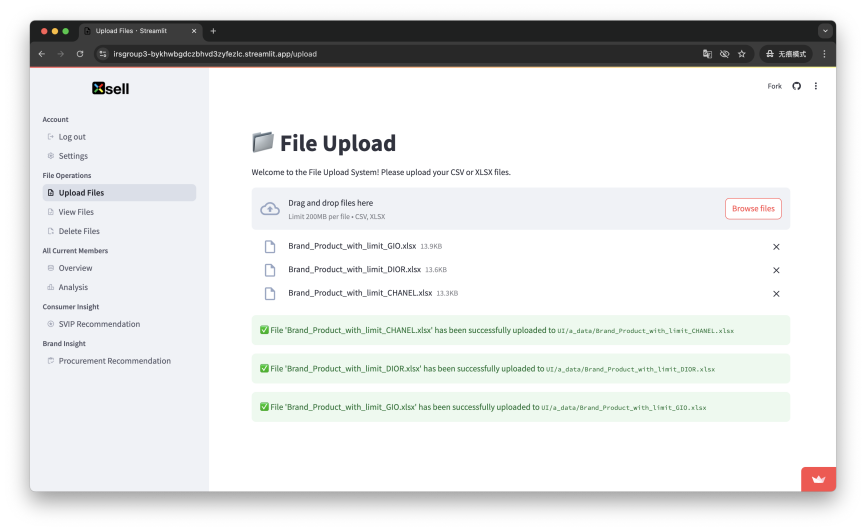 Upload Files · Streamlit
irsgroup3-bykhwbgdczbhvd3zyfezlc.streamlit.app/upload
无痕模式
Xsell
Account
Log out
Settings
File Operations
Upload Files
View Files
Delete Files
All Current Members
Overview
Analysis
Consumer Insight
SVIP Recommendation
Brand Insight
Procurement Recommendation
Fork
File Upload
Welcome to the File Upload System! Please upload your CSV or XLSX files.
Drag and drop files here
Limit 200MB per file • CSV, XLSX
Browse files
Brand_Product_with_limit_GIO.xlsx 13.9KB
Brand_Product_with_limit_DIOR.xlsx 13.6KB
Brand_Product_with_limit_CHANEL.xlsx 13.3KB
File 'Brand_Product_with_limit_CHANEL.xlsx' has been successfully uploaded to UI/a_data/Brand_Product_with_limit_CHANEL.xlsx
File 'Brand_Product_with_limit_DIOR.xlsx' has been successfully uploaded to UI/a_data/Brand_Product_with_limit_DIOR.xlsx
File 'Brand_Product_with_limit_GIO.xlsx' has been successfully uploaded to UI/a_data/Brand_Product_with_limit_GIO.xlsx